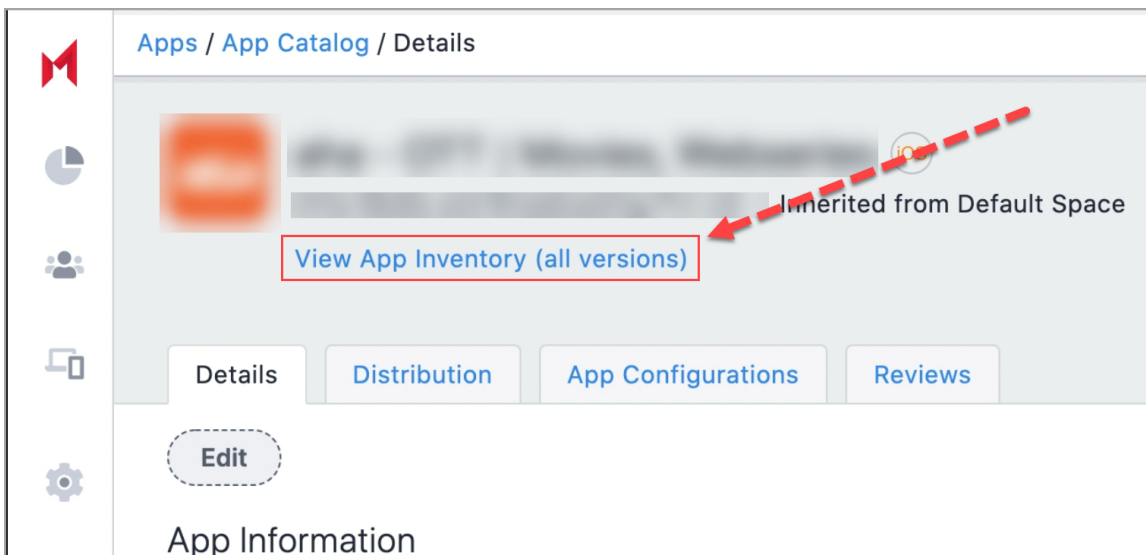 Apps / App Catalog / Details
iOS
Inherited from Default Space
View App Inventory (all versions)
Details
Distribution
App Configurations
Reviews
Edit
App Information